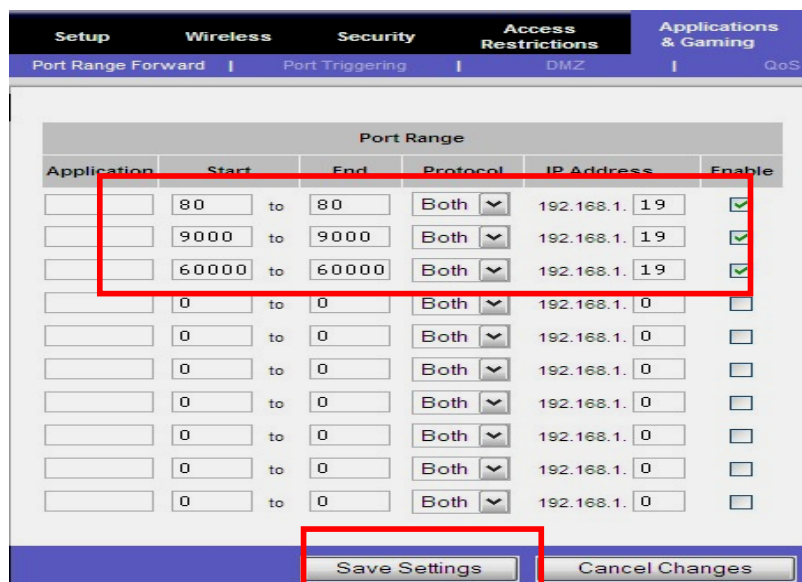 Setup Wireless Security Access Restrictions Applications & Gaming
Port Range Forward | Port Triggering | DMZ | QoS
Port Range
Application Start End Protocol IP Address Enable
80 to 80 Both 192.168.1. 19
9000 to 9000 Both 192.168.1. 19
60000 to 60000 Both 192.168.1. 19
0 to 0 Both 192.168.1. 0
0 to 0 Both 192.168.1. 0
0 to 0 Both 192.168.1. 0
0 to 0 Both 192.168.1. 0
0 to 0 Both 192.168.1. 0
0 to 0 Both 192.168.1. 0
0 to 0 Both 192.168.1. 0
Save Settings Cancel Changes